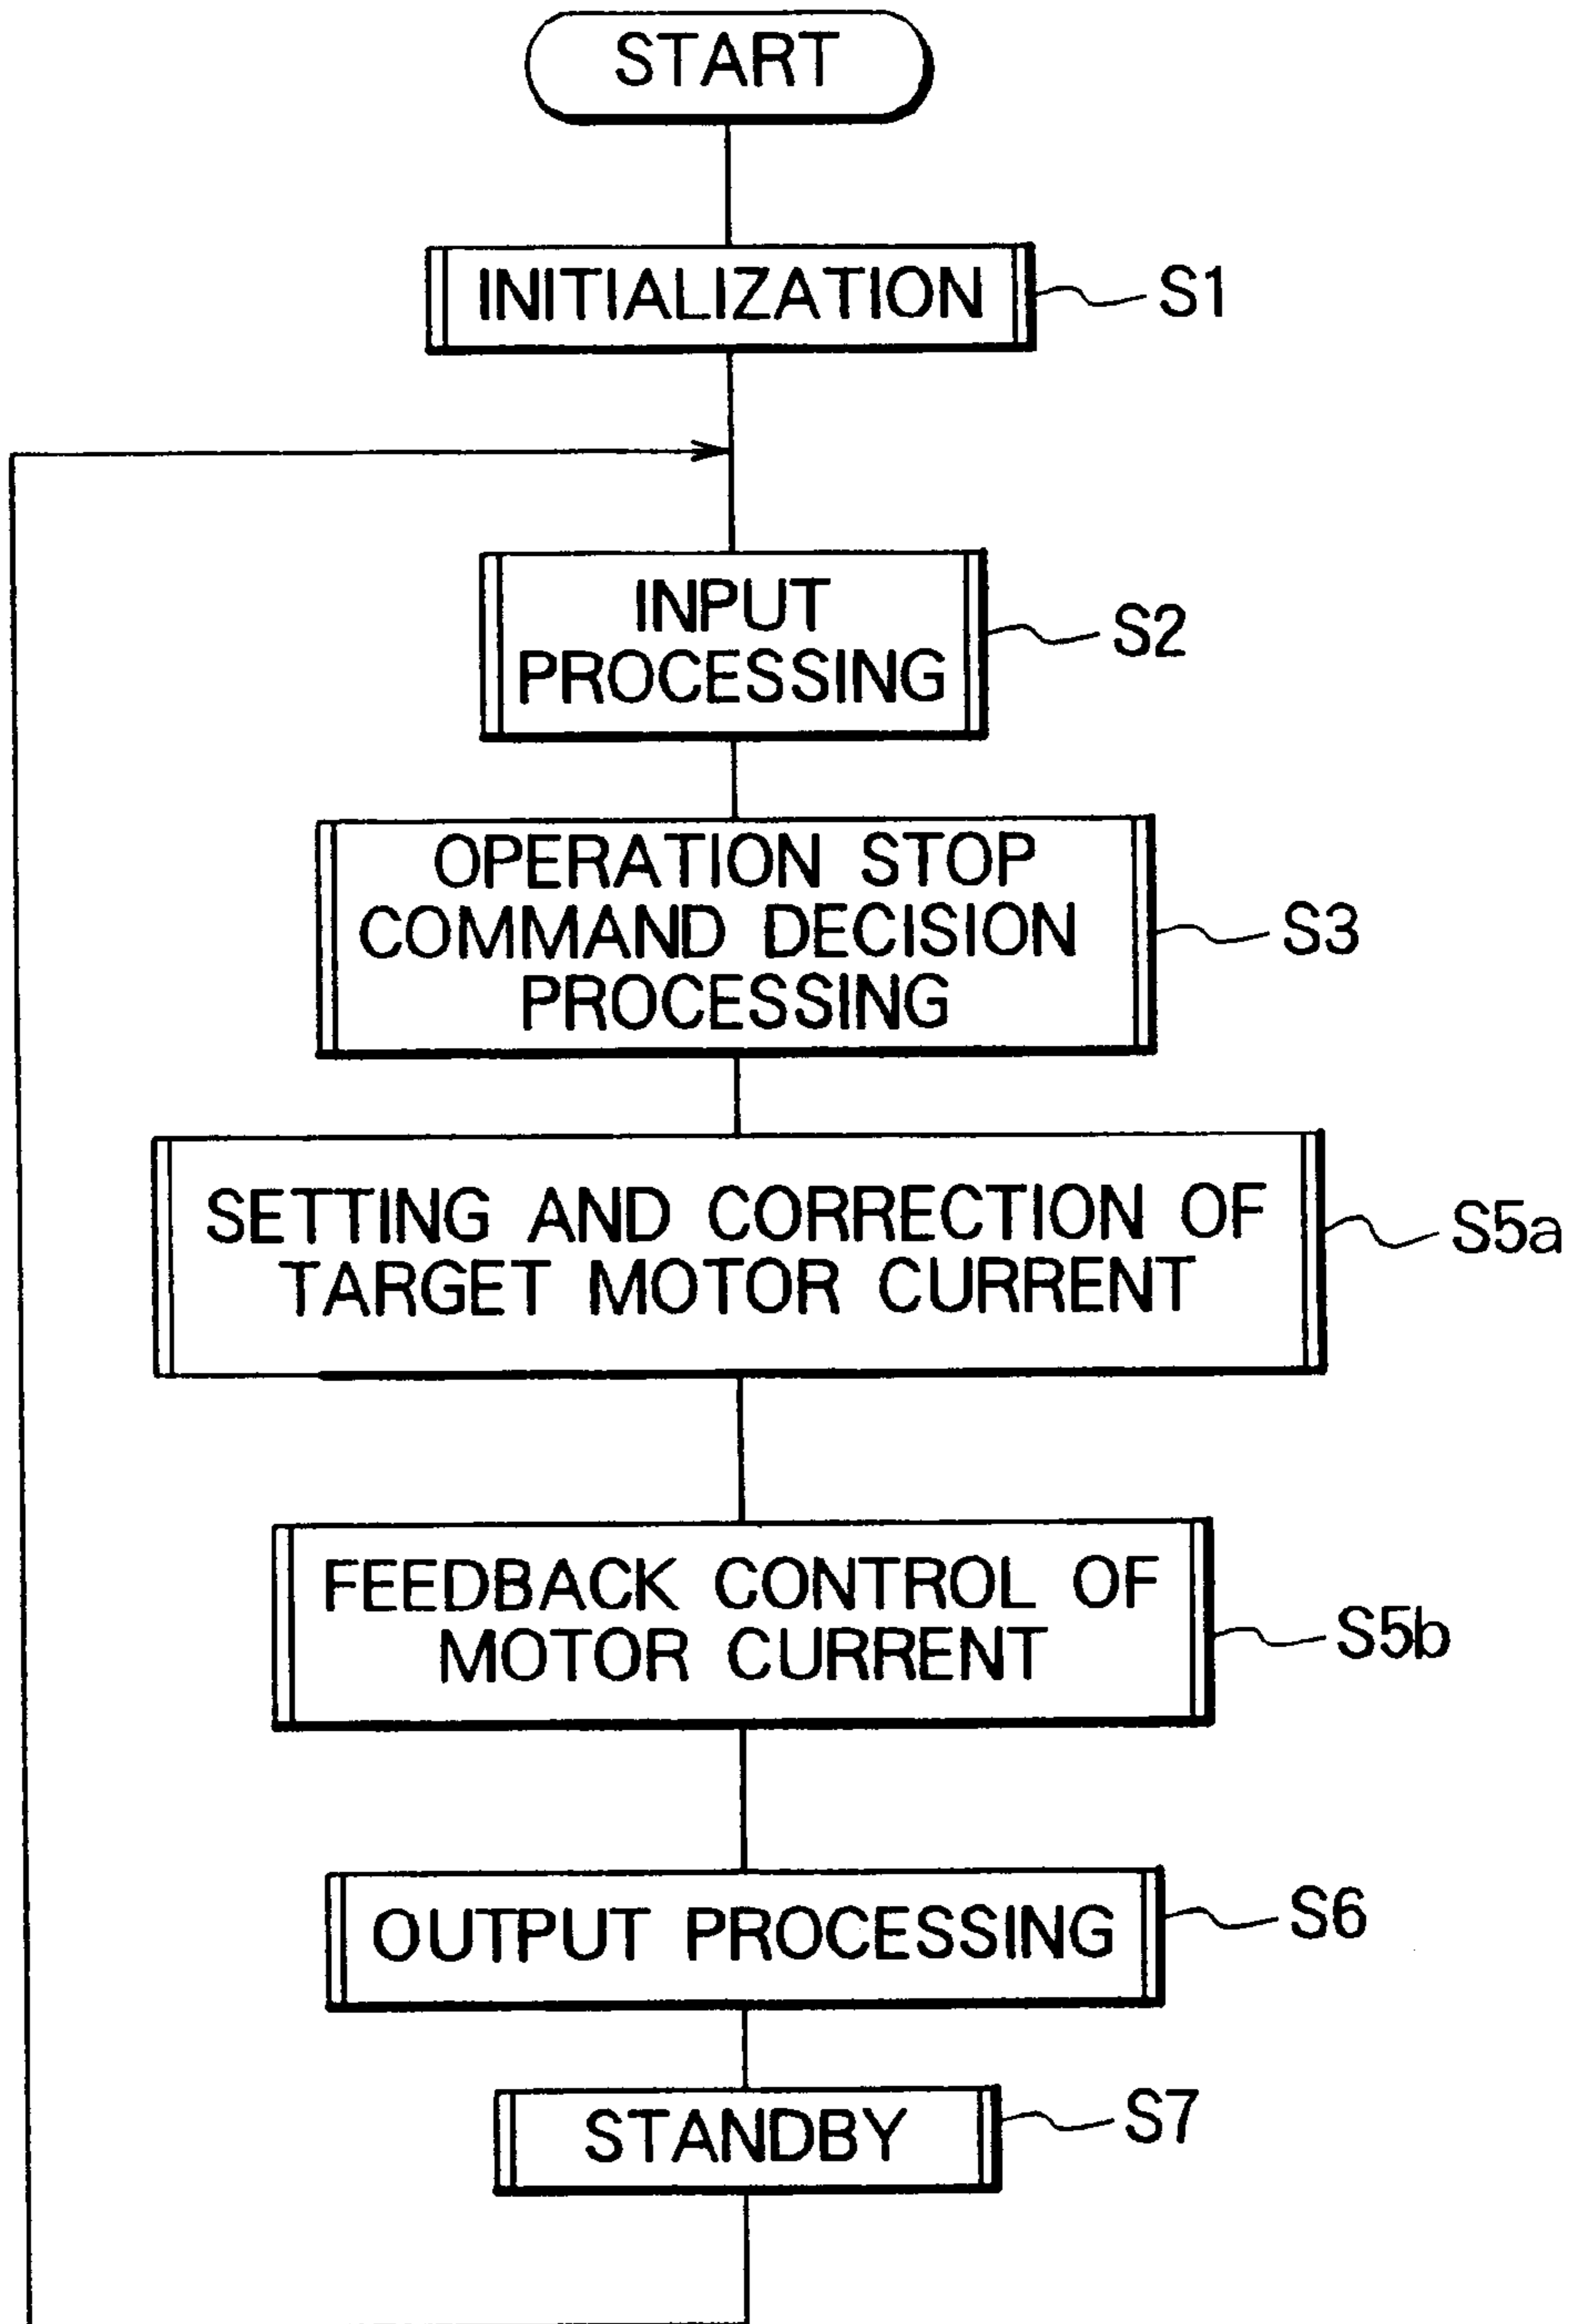 START
INITIALIZATION
S1
INPUT
PROCESSING
S2
OPERATION STOP
COMMAND DECISION
PROCESSING
S3
SETTING AND CORRECTION OF
TARGET MOTOR CURRENT
S5a
FEEDBACK CONTROL OF
MOTOR CURRENT
S5b
OUTPUT PROCESSING
S6
STANDBY
S7